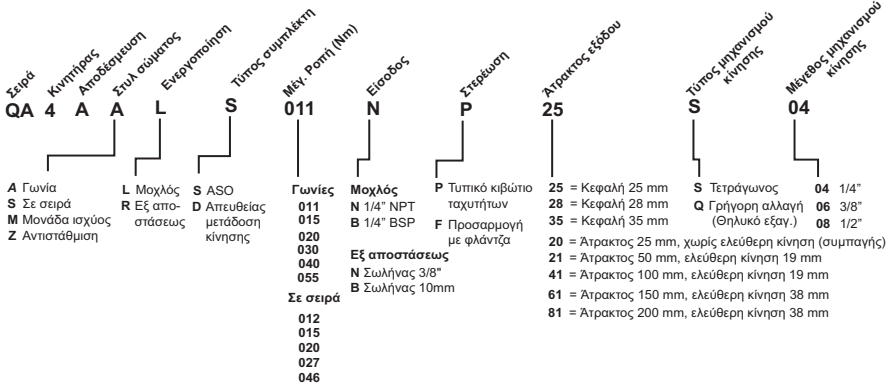 Σειρά
Κινητήρας
Αποδέσμευση
Στυλ σώματος
Ενεργοποίηση
Τύπος συμπλέκτη
Μέγ. Ροπή (Nm)
Είσοδος
Στερέωση
Άτρακτος εξόδου
Τύπος μηχανισμού κίνησης
Μέγεθος μηχανισμού κίνησης
QA 4 A A L S 011 N P 25 S 04
A Γωνία
S Σε σειρά
M Μονάδα ισχύος
Z Αντιστάθμιση
L Μοχλός
R Εξ απο-
στάσεως
S ASO
D Απευθείας
μετάδοση
κίνησης
Γωνίες
011
015
020
030
040
055
Σε σειρά
012
015
020
027
046
Μοχλός
N 1/4” NPT
B 1/4” BSP
Εξ αποστάσεως
N Σωλήνας 3/8"
B Σωλήνας 10mm
P Τυπικό κιβώτιο
ταχυτήτων
F Προσαρμογή
με φλάντζα
25 = Κεφαλή 25 mm
28 = Κεφαλή 28 mm
35 = Κεφαλή 35 mm
20 = Άτρακτος 25 mm, χωρίς ελεύθερη κίνηση (συμπαγής)
21 = Άτρακτος 50 mm, ελεύθερη κίνηση 19 mm
41 = Άτρακτος 100 mm, ελεύθερη κίνηση 19 mm
61 = Άτρακτος 150 mm, ελεύθερη κίνηση 38 mm
81 = Άτρακτος 200 mm, ελεύθερη κίνηση 38 mm
S Τετράγωνος
Q Γρήγορη αλλαγή
(Θηλυκό εξαγ.)
04 1/4”
06 3/8”
08 1/2”